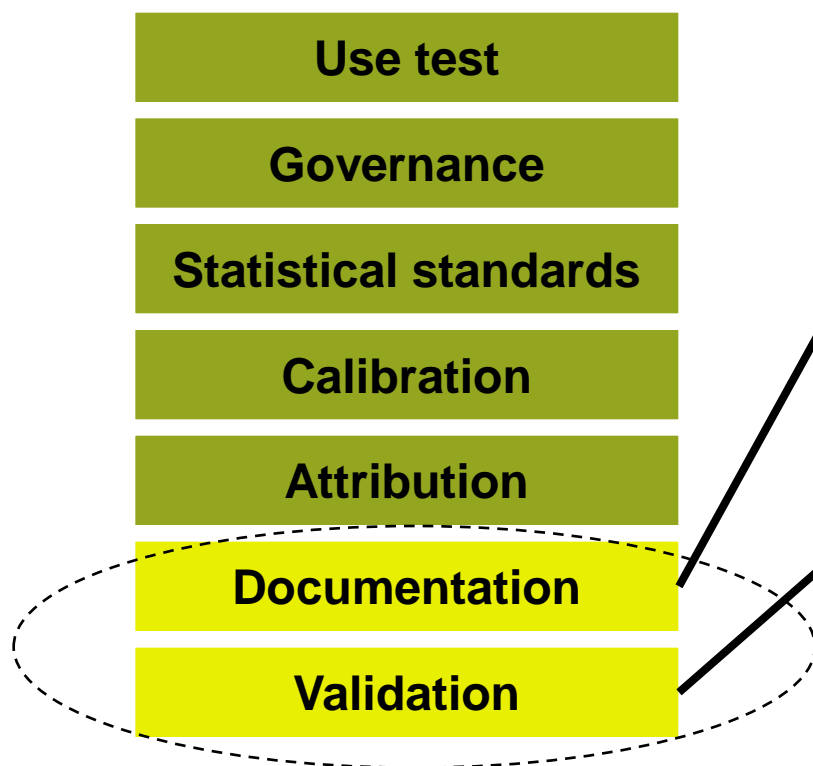 Use test
Governance
Statistical standards
Calibration
Attribution
Documentation
Validation